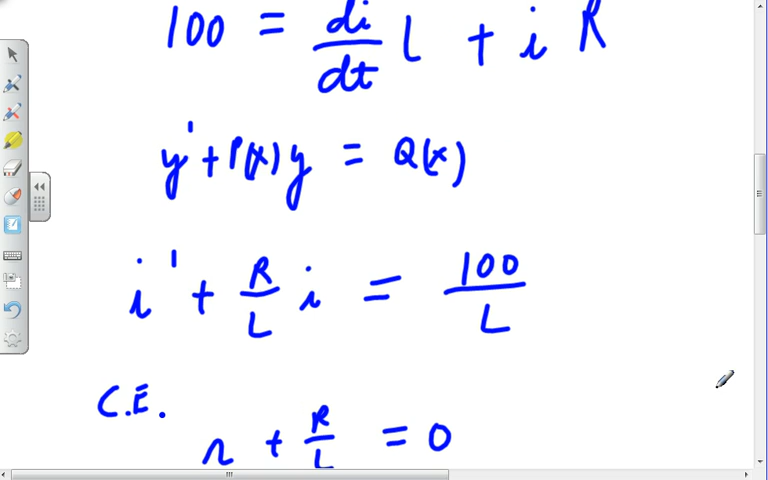 100 = di/dt L + i R
y' + P(x) y = Q(x)
i' + R/L i = 100/L
C.E.
r + R/L = 0